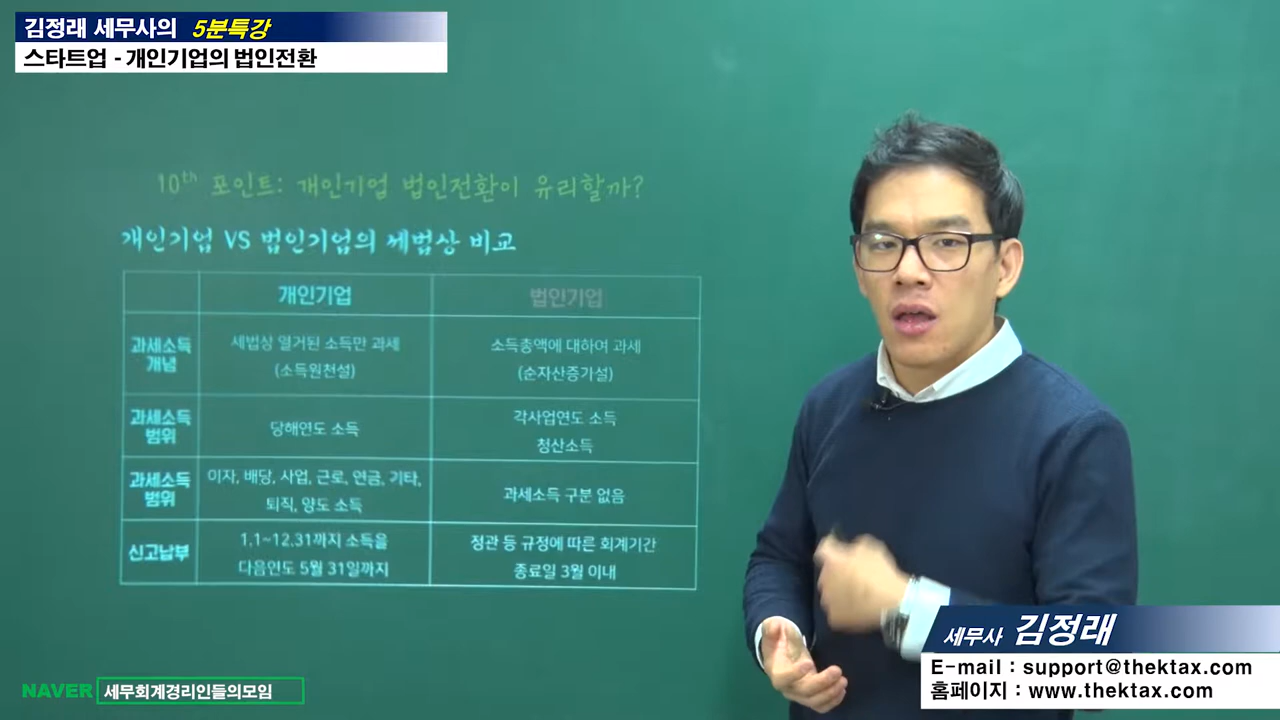 김정래 세무사의 5분특강
스타트업 - 개인기업의 법인전환
10th 포인트: 개인기업 법인전환이 유리할까?
개인기업 VS 법인기업의 세법상 비교
개인기업 법인기업
과세소득 개념
세법상 열거된 소득만 과세
(소득원천설)
소득총액에 대하여 과세
(순자산증가설)
과세소득 범위
당해연도 소득
각사업연도 소득
청산소득
과세소득 범위
이자, 배당, 사업, 근로, 연금, 기타,
퇴직, 양도 소득
과세소득 구분 없음
신고납부
1.1~12.31까지 소득을
다음연도 5월 31일까지
정관 등 규정에 따른 회계기간
종료일 3월 이내
세무사 김정래
E-mail : support@thektax.com
홈페이지 : www.thektax.com
NAVER 세무회계경리인들의모임